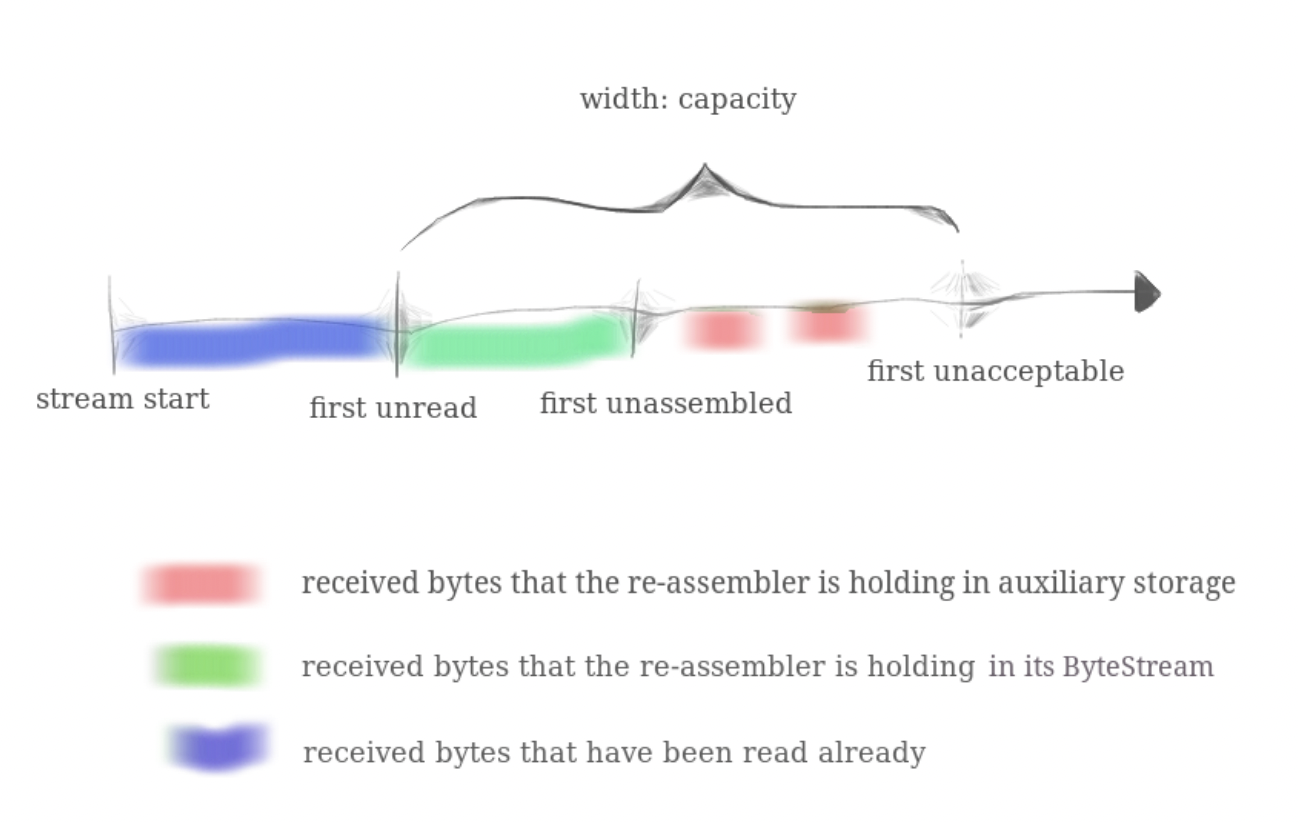 width: capacity
stream start
first unread
first unassembled
first unacceptable
received bytes that the re-assembler is holding in auxiliary storage
received bytes that the re-assembler is holding in its ByteStream
received bytes that have been read already